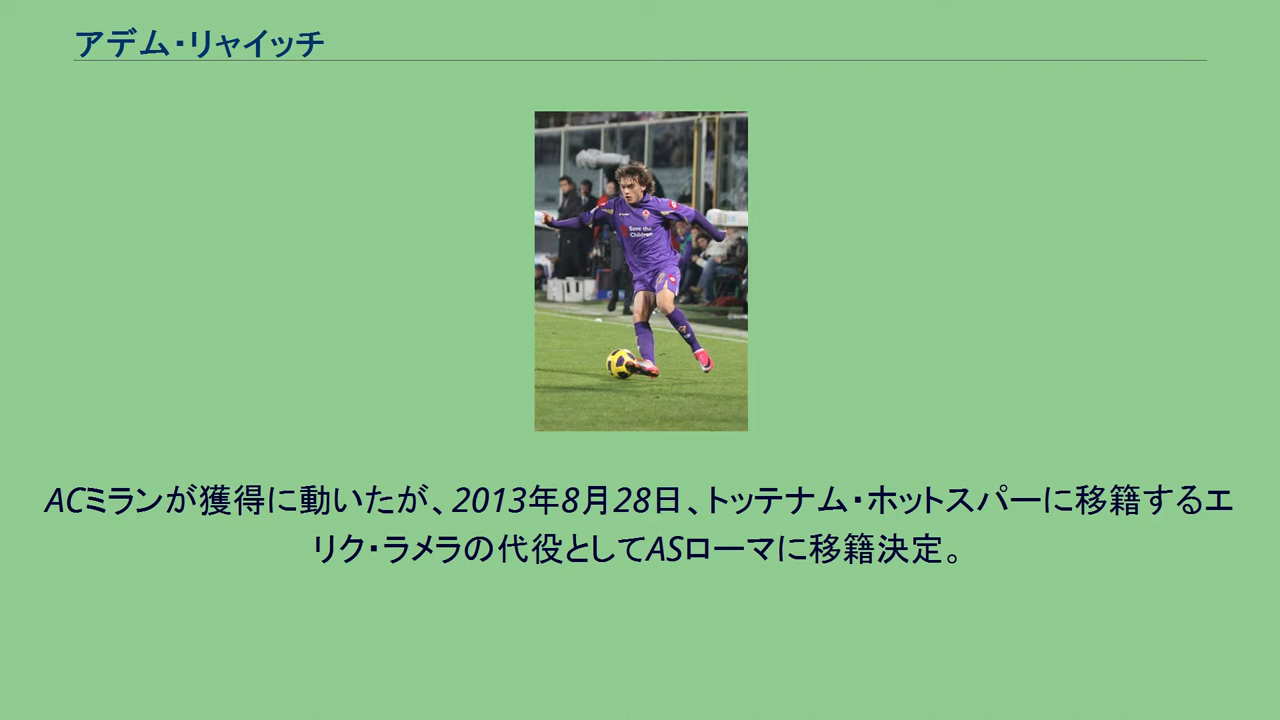 アデム・リャイッチ
Save the
Children
ACミランが獲得に動いたが、2013年8月28日、トッテナム・ホットスパーに移籍するエ
リク・ラメラの代役としてASローマに移籍決定。